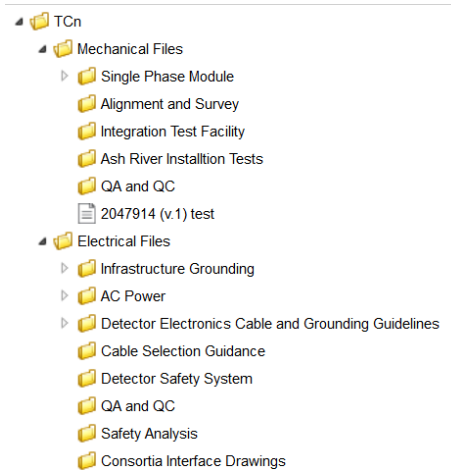 TCn
Mechanical Files
Single Phase Module
Alignment and Survey
Integration Test Facility
Ash River Installtion Tests
QA and QC
2047914 (v.1) test
Electrical Files
Infrastructure Grounding
AC Power
Detector Electronics Cable and Grounding Guidelines
Cable Selection Guidance
Detector Safety System
QA and QC
Safety Analysis
Consortia Interface Drawings